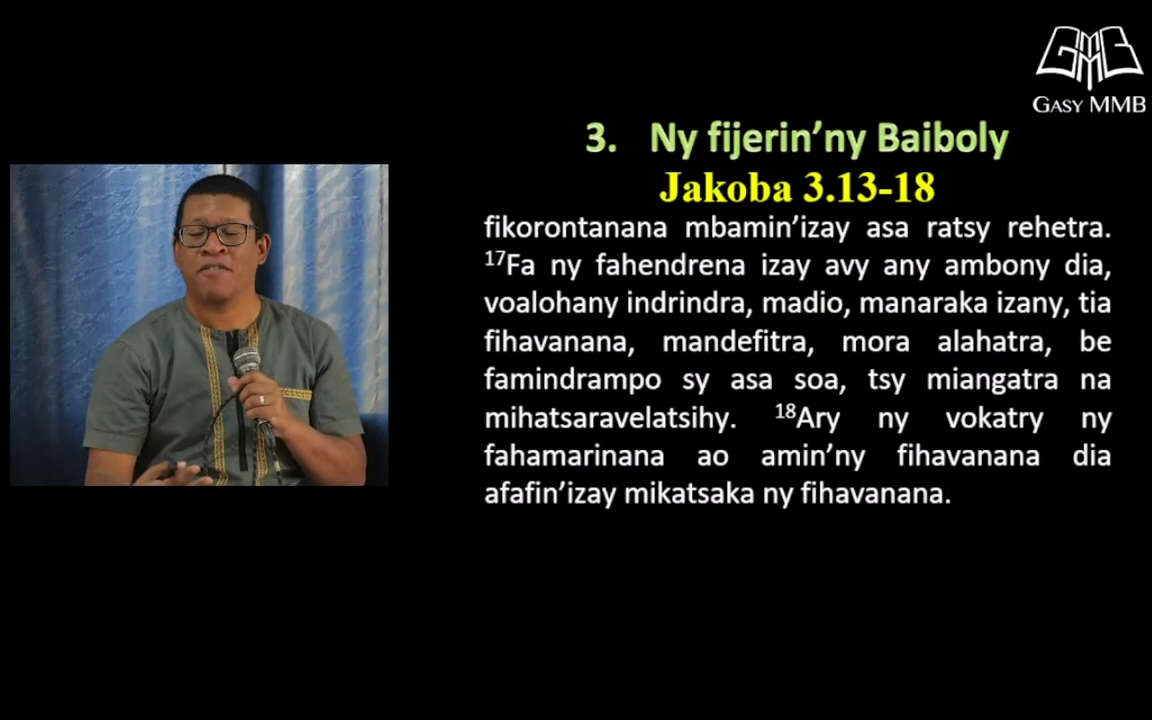 GMMB
GASY MMB
3. Ny fijerin’ny Baiboly
Jakoba 3.13-18
fikorontanana mbamin’izay asa ratsy rehetra.
¹⁷Fa ny fahendrena izay avy any ambony dia,
voalohany indrindra, madio, manaraka izany, tia
fihavanana, mandefitra, mora alahatra, be
famindrampo sy asa soa, tsy miangatra na
mihatsaravelatsihy. ¹⁸Ary ny vokatry ny
fahamarinana ao amin’ny fihavanana dia
afafin’izay mikatsaka ny fihavanana.